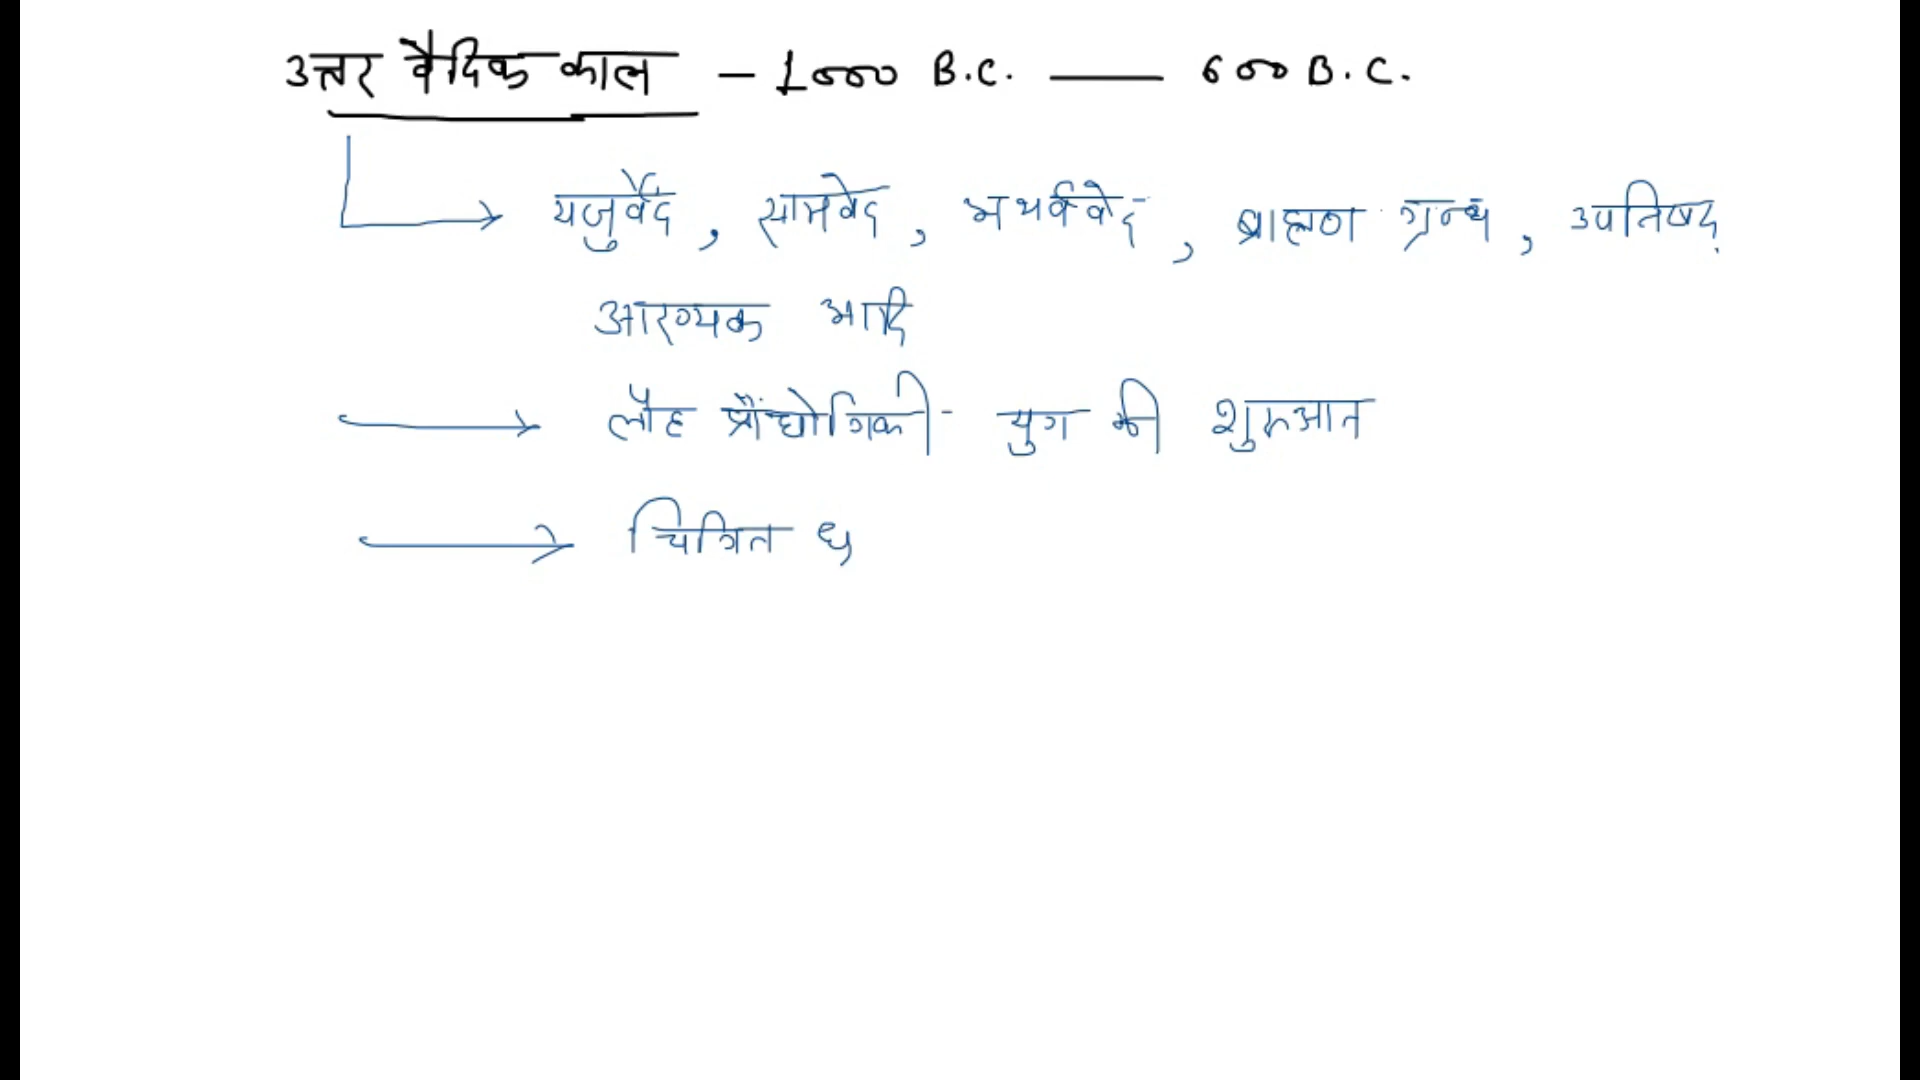 उत्तर वैदिक काल – 1000 B.C. — 600 B.C.
यजुर्वेद, सामवेद, अथर्ववेद, ब्राह्मण ग्रन्थ, उपनिषद
आरण्यक आदि
लौह प्रौंद्योगिकी युग की शुरुआत
चित्रित